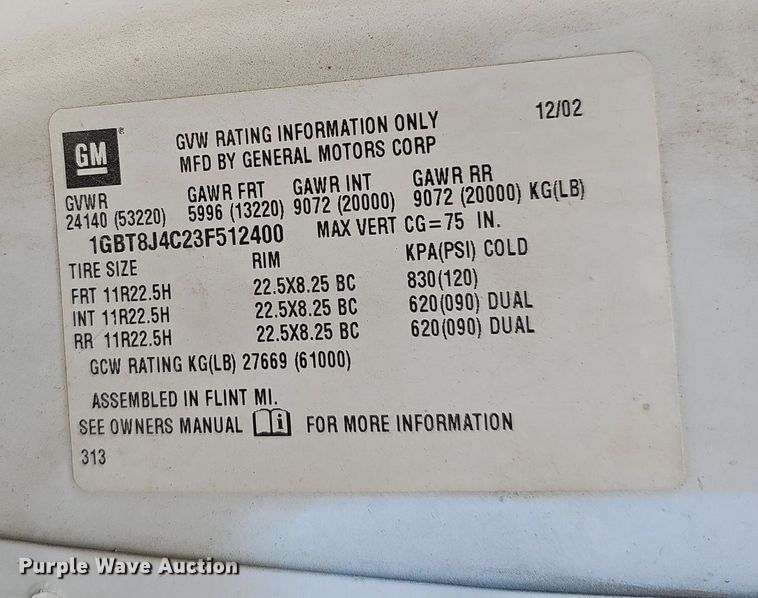 GM ®
12/02
GVW RATING INFORMATION ONLY
MFD BY GENERAL MOTORS CORP
GVWR GAWR FRT GAWR INT GAWR RR
24140 (53220) 5996 (13220) 9072 (20000) 9072 (20000) KG(LB)
1GBT8J4C23F512400 MAX VERT CG=75 IN.
TIRE SIZE RIM KPA(PSI) COLD
FRT 11R22.5H 22.5X8.25 BC 830(120)
INT 11R22.5H 22.5X8.25 BC 620(090) DUAL
RR 11R22.5H 22.5X8.25 BC 620(090) DUAL
GCW RATING KG(LB) 27669 (61000)
ASSEMBLED IN FLINT MI.
SEE OWNERS MANUAL i FOR MORE INFORMATION
313
Purple Wave Auction